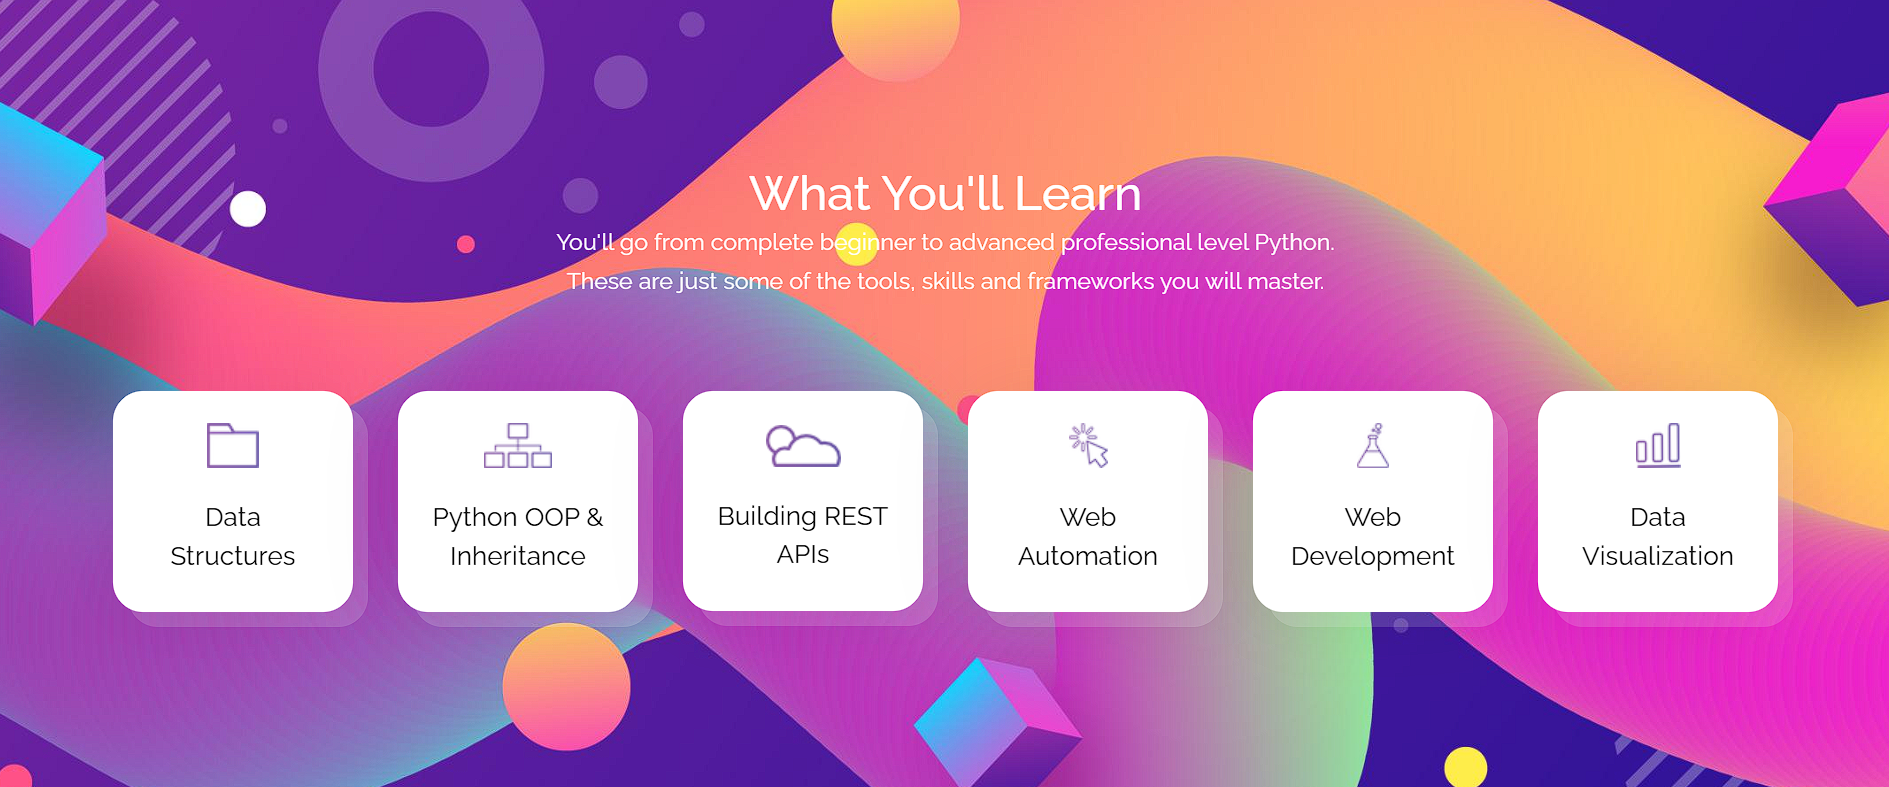 What You'll Learn
You'll go from complete beginner to advanced professional level Python.
These are just some of the tools, skills and frameworks you will master.
Data
Structures
Python OOP &
Inheritance
Building REST
APIs
Web
Automation
Web
Development
Data
Visualization